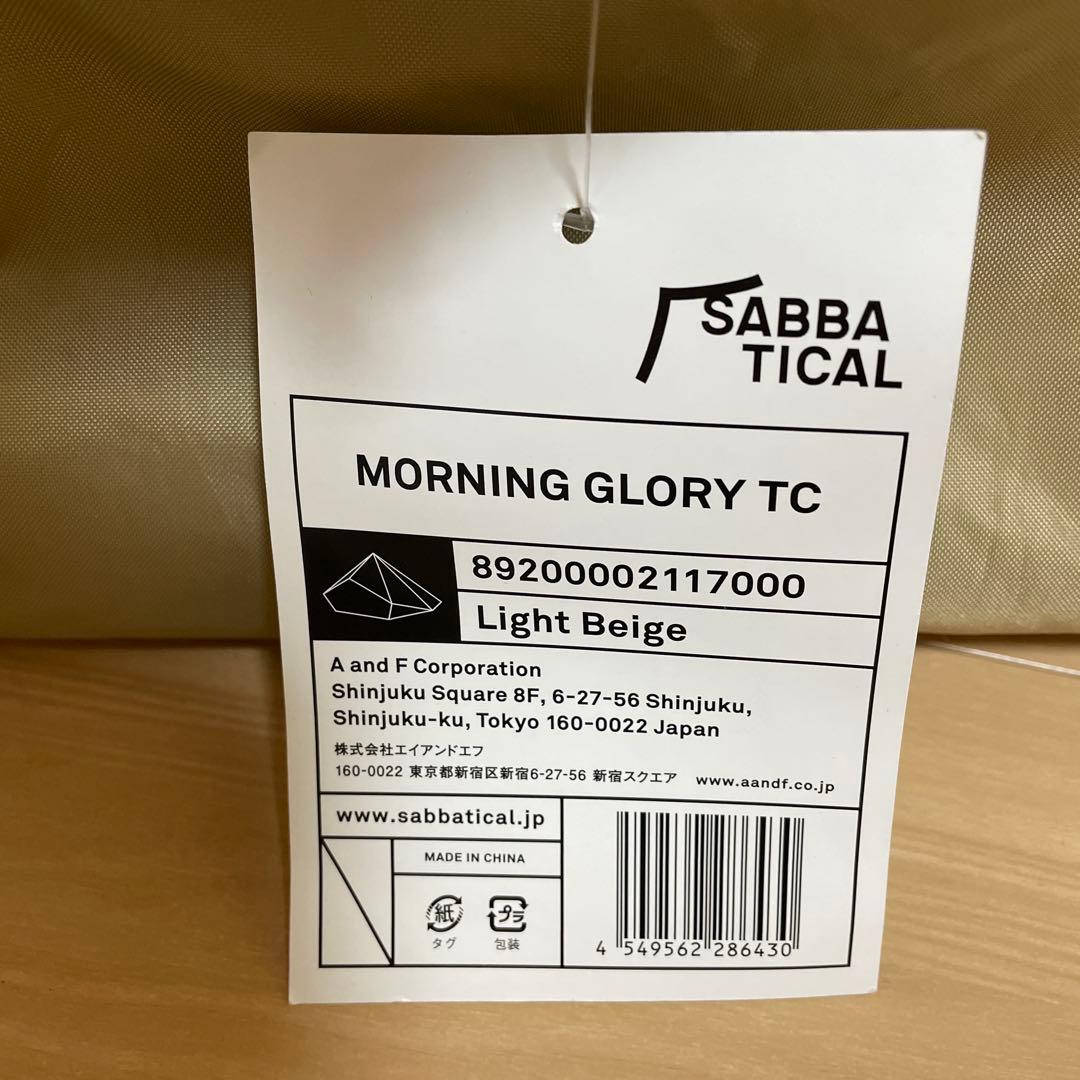 SABBA
TICAL
MORNING GLORY TC
89200002117000
Light Beige
A and F Corporation
Shinjuku Square 8F, 6-27-56 Shinjuku,
Shinjuku-ku, Tokyo 160-0022 Japan
株式会社エイアンドエフ
160-0022 東京都新宿区新宿6-27-56 新宿スクエア www.aandf.co.jp
www.sabbatical.jp
MADE IN CHINA
紙 プラ
タグ 包装
4 549562 286430